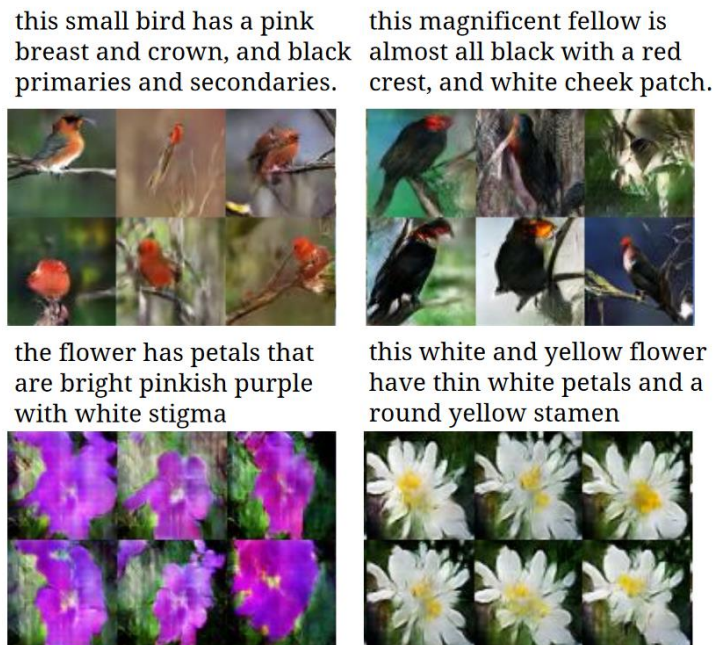 this small bird has a pink
breast and crown, and black
primaries and secondaries.
this magnificent fellow is
almost all black with a red
crest, and white cheek patch.
the flower has petals that
are bright pinkish purple
with white stigma
this white and yellow flower
have thin white petals and a
round yellow stamen